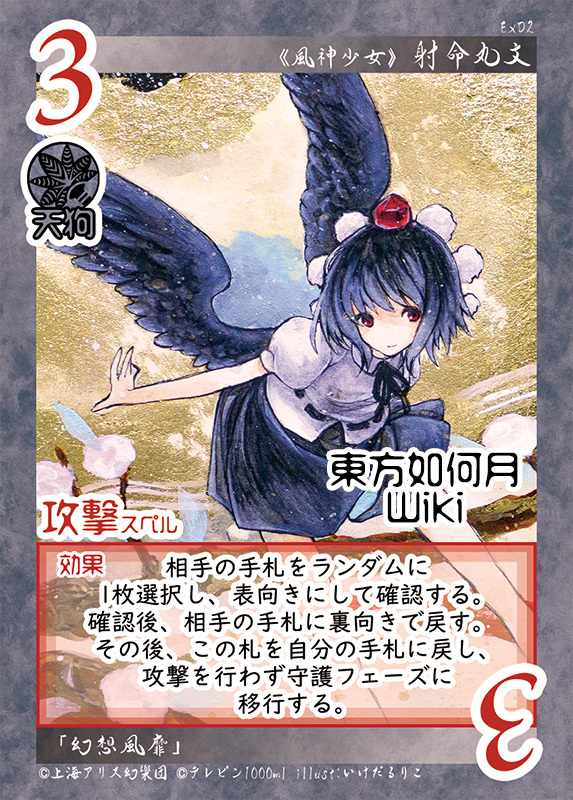 ExD2
3
《風神少女》 射命丸文
天狗
東方如何月
Wiki
攻撃スペル
効果
相手の手札をランダムに
1枚選択し、表向きにして確認する。
確認後、相手の手札に裏向きで戻す。
その後、この札を自分の手札に戻し、
攻撃を行わず守護フェーズに
移行する。
3
「幻想風靡」
©上海アリス幻樂団 ©テレピン1000ml illust:いけだるりこ